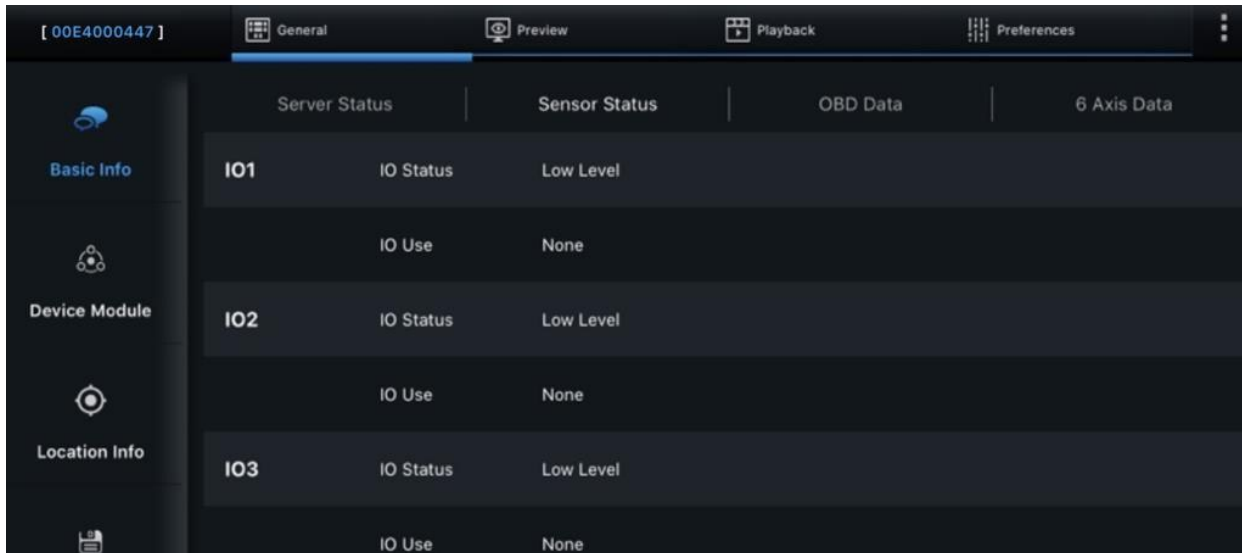 [ 00E4000447 ] General Preview Playback Preferences
Server Status Sensor Status OBD Data 6 Axis Data
Basic Info
Device Module
Location Info
IO1 IO Status Low Level
IO Use None
IO2 IO Status Low Level
IO Use None
IO3 IO Status Low Level
IO Use None